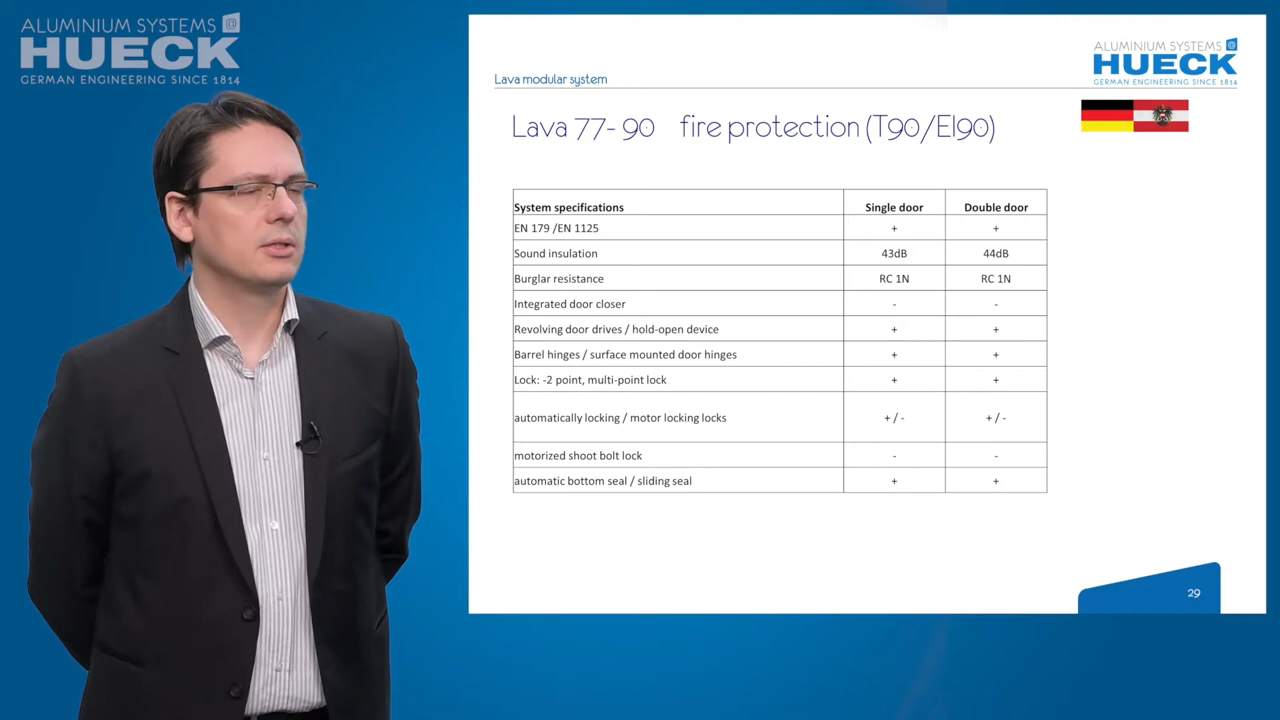 ALUMINIUM SYSTEMS @
HUECK
GERMAN ENGINEERING SINCE 1814
Lava modular system
ALUMINIUM SYSTEMS @
HUECK
GERMAN ENGINEERING SINCE 1814
Lava 77- 90 fire protection (T90/EI90)
System specifications Single door Double door
EN 179 /EN 1125 + +
Sound insulation 43dB 44dB
Burglar resistance RC 1N RC 1N
Integrated door closer - -
Revolving door drives / hold-open device + +
Barrel hinges / surface mounted door hinges + +
Lock: -2 point, multi-point lock + +
automatically locking / motor locking locks + / - + / -
motorized shoot bolt lock - -
automatic bottom seal / sliding seal + +
29